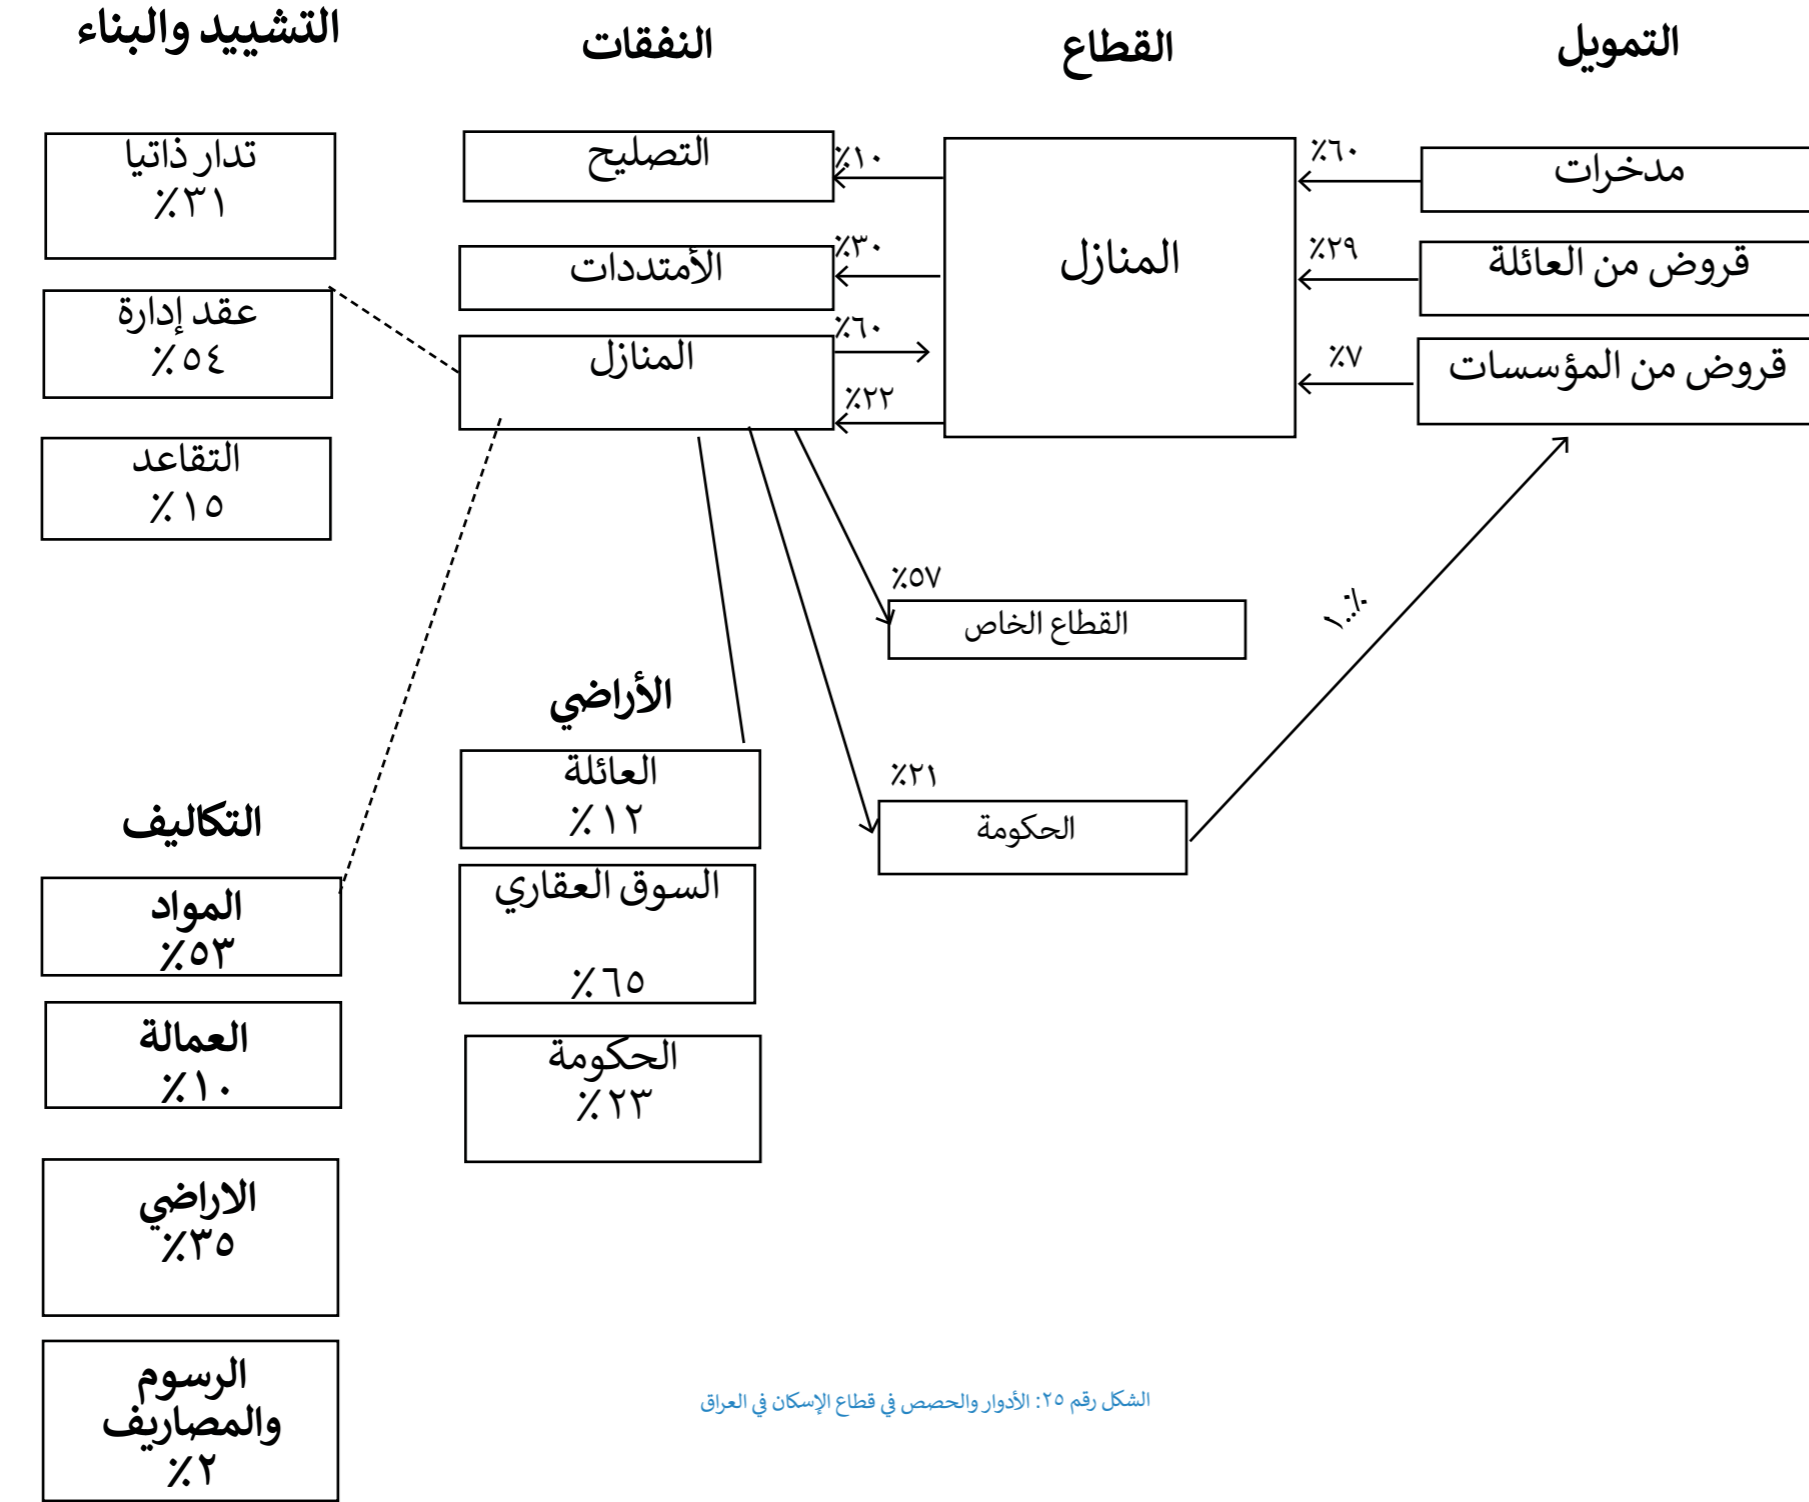 التمويل
القطاع
النفقات
التشييد والبناء
مدخرات
٪٦٠
قروض من العائلة
٪٢٩
قروض من المؤسسات
٪٧
المنازل
٪١٠
التصليح
٪٣٠
الأمتددات
٪٦٠
المنازل
٪٢٢
تدار ذاتيا
٪٣١
عقد إدارة
٪٥٤
التقاعد
٪١٥
٪٥٧
القطاع الخاص
٪٢١
الحكومة
٪١٠٠
الأراضي
العائلة
٪١٢
السوق العقاري
٪٦٥
الحكومة
٪٢٣
التكاليف
المواد
٪٥٣
العمالة
٪١٠
الاراضي
٪٣٥
الرسوم
والمصاريف
٪٢
الشكل رقم ٢٥: الأدوار والحصص في قطاع الإسكان في العراق